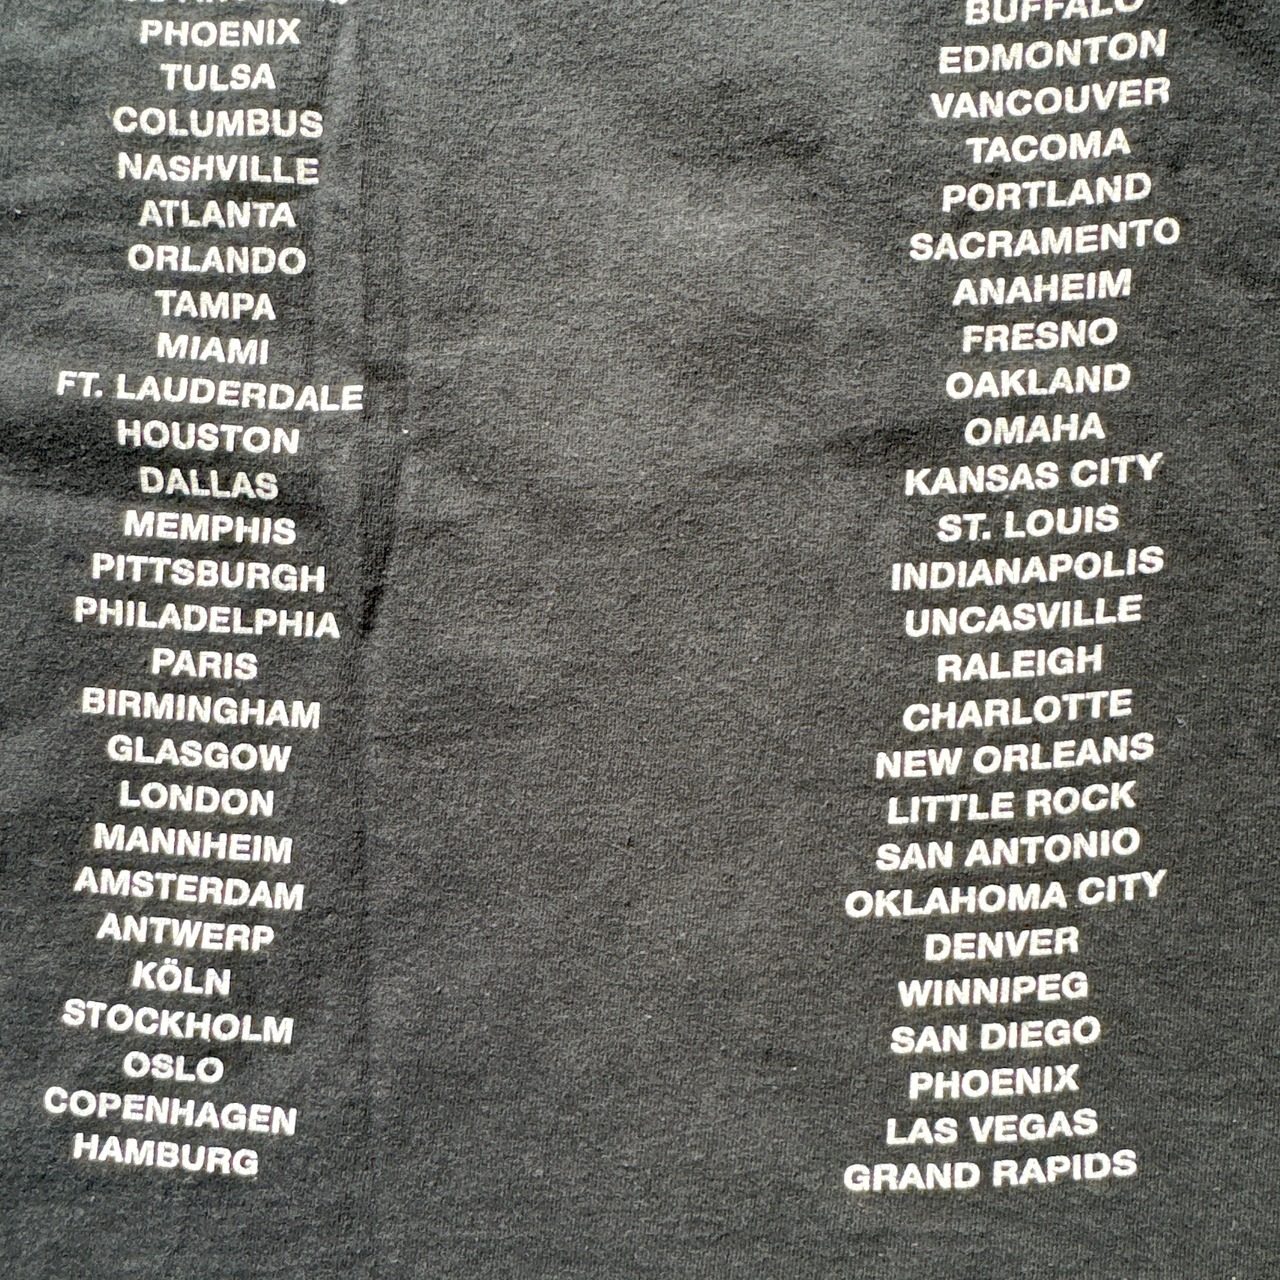 PHOENIX
TULSA
COLUMBUS
NASHVILLE
ATLANTA
ORLANDO
TAMPA
MIAMI
FT. LAUDERDALE
HOUSTON
DALLAS
MEMPHIS
PITTSBURGH
PHILADELPHIA
PARIS
BIRMINGHAM
GLASGOW
LONDON
MANNHEIM
AMSTERDAM
ANTWERP
KÖLN
STOCKHOLM
OSLO
COPENHAGEN
HAMBURG
BUFFALO
EDMONTON
VANCOUVER
TACOMA
PORTLAND
SACRAMENTO
ANAHEIM
FRESNO
OAKLAND
OMAHA
KANSAS CITY
ST. LOUIS
INDIANAPOLIS
UNCASVILLE
RALEIGH
CHARLOTTE
NEW ORLEANS
LITTLE ROCK
SAN ANTONIO
OKLAHOMA CITY
DENVER
WINNIPEG
SAN DIEGO
PHOENIX
LAS VEGAS
GRAND RAPIDS